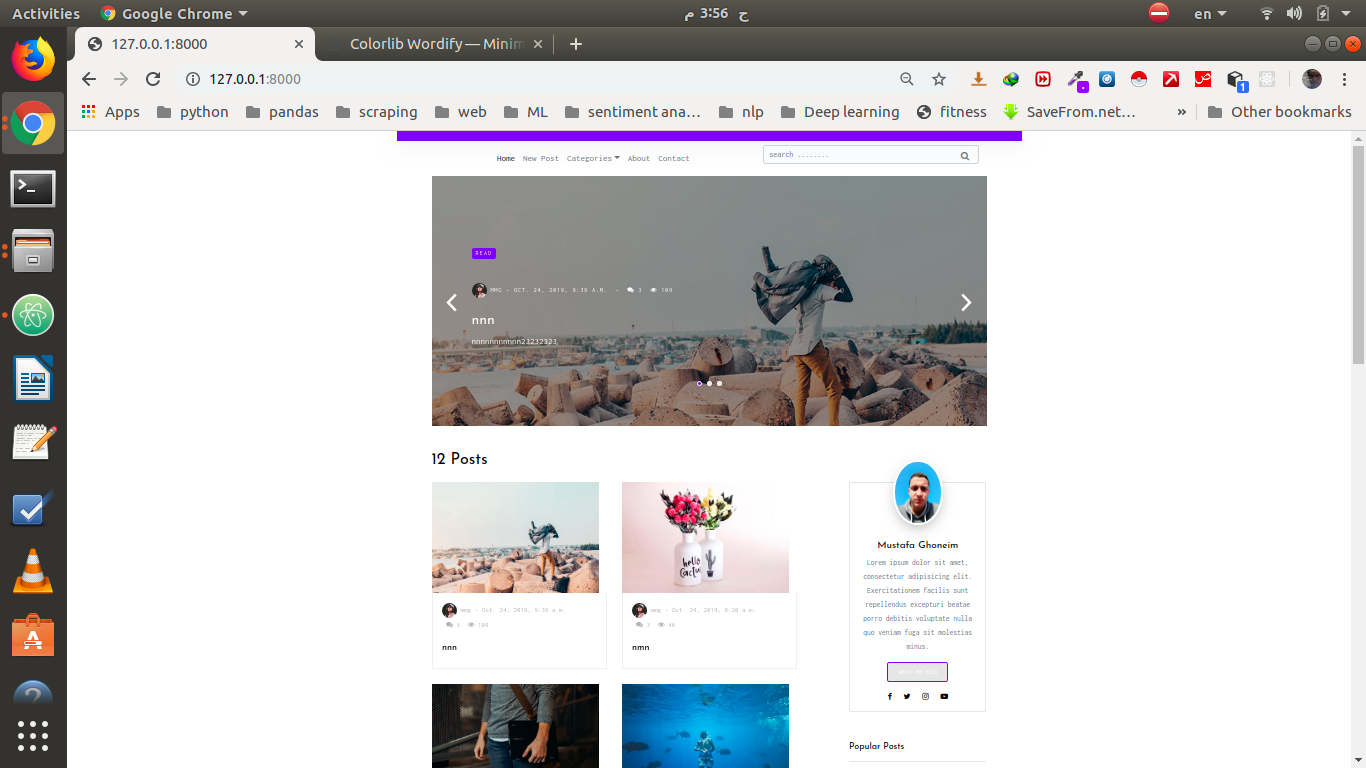 Activities Google Chrome ح 3:56 م en
127.0.0.1:8000 Colorlib Wordify — Minim
127.0.0.1:8000
Apps python pandas scraping web ML sentiment ana… nlp Deep learning fitness SaveFrom.net… » Other bookmarks
Home New Post Categories About Contact search ........
READ
MMG • OCT. 24, 2019, 9:39 A.M. • 3 109
nnn
nnnnnnnnnnn23232323
12 Posts
mmg • Oct. 24, 2019, 9:39 a.m.
3 109
nnn
mmg • Oct. 24, 2019, 8:20 a.m.
3 48
nmn
hello
Cactus
Mustafa Ghoneim
Lorem ipsum dolor sit amet,
consectetur adipisicing elit.
Exercitationem facilis sunt
repellendus excepturi beatae
porro debitis voluptate nulla
quo veniam fuga sit molestias
minus.
Popular Posts